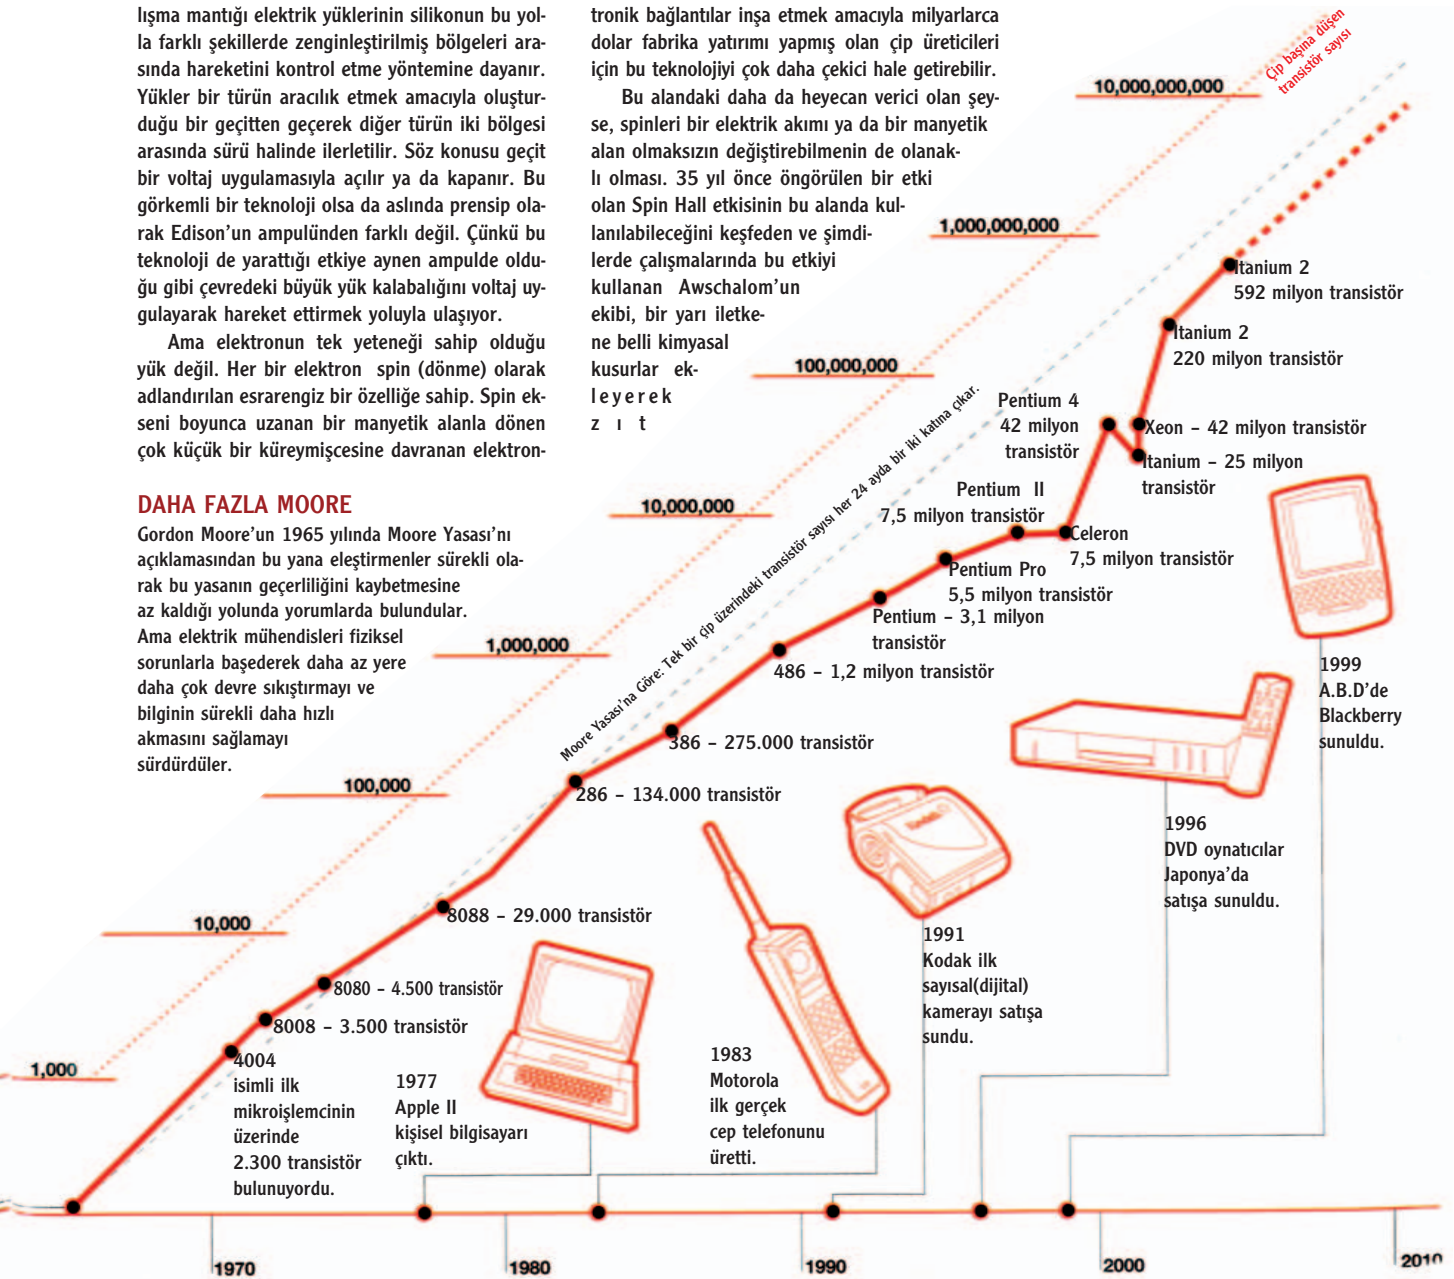 lışma mantığı elektrik yüklerinin silikonun bu yol-
la farklı şekillerde zenginleştirilmiş bölgeleri ara-
sında hareketini kontrol etme yöntemine dayanır.
Yükler bir türün aracılık etmek amacıyla oluştur-
duğu bir geçitten geçerek diğer türün iki bölgesi
arasında sürü halinde ilerletilir. Söz konusu geçit
bir voltaj uygulamasıyla açılır ya da kapanır. Bu
görkemli bir teknoloji olsa da aslında prensip ola-
rak Edison'un ampulünden farklı değil. Çünkü bu
teknoloji de yarattığı etkiye aynen ampulde oldu-
ğu gibi çevredeki büyük yük kalabalığını voltaj uy-
gulayarak hareket ettirmek yoluyla ulaşıyor.
Ama elektronun tek yeteneği sahip olduğu
yük değil. Her bir elektron spin (dönme) olarak
adlandırılan esrarengiz bir özelliğe sahip. Spin ek-
seni boyunca uzanan bir manyetik alanla dönen
çok küçük bir küreymişcesine davranan elektron-
tronik bağlantılar inşa etmek amacıyla milyarlarca
dolar fabrika yatırımı yapmış olan çip üreticileri
için bu teknolojiyi çok daha çekici hale getirebilir.
Bu alandaki daha da heyecan verici olan şey-
se, spinleri bir elektrik akımı ya da bir manyetik
alan olmaksızın değiştirebilmenin de olanak-
lı olması. 35 yıl önce öngörülen bir etki
olan Spin Hall etkisinin bu alanda kul-
lanılabileceğini keşfeden ve şimdi-
lerde çalışmalarında bu etkiyi
kullanan Awschalom'un
ekibi, bir yarı iletke-
ne belli kimyasal
kusurlar ek-
leyerek
zıt
DAHA FAZLA MOORE
Gordon Moore'un 1965 yılında Moore Yasası'nı
açıklamasından bu yana eleştirmenler sürekli ola-
rak bu yasanın geçerliliğini kaybetmesine
az kaldığı yolunda yorumlarda bulundular.
Ama elektrik mühendisleri fiziksel
sorunlarla başederek daha az yere
daha çok devre sıkıştırmayı ve
bilginin sürekli daha hızlı
akmasını sağlamayı
sürdürdüler.
Çip başına düşen
transistör sayısı
10,000,000,000
1,000,000,000
100,000,000
10,000,000
1,000,000
100,000
10,000
1,000
Moore Yasası'na Göre: Tek bir çip üzerindeki transistör sayısı her 24 ayda bir iki katına çıkar.
Itanium 2
592 milyon transistör
Itanium 2
220 milyon transistör
Pentium 4
42 milyon
transistör
Xeon – 42 milyon transistör
Itanium – 25 milyon
transistör
Pentium II
7,5 milyon transistör
Celeron
7,5 milyon transistör
Pentium Pro
5,5 milyon transistör
Pentium – 3,1 milyon
transistör
486 – 1,2 milyon transistör
386 – 275.000 transistör
286 – 134.000 transistör
8088 – 29.000 transistör
8080 – 4.500 transistör
8008 – 3.500 transistör
4004
isimli ilk
mikroişlemcinin
üzerinde
2.300 transistör
bulunuyordu.
1977
Apple II
kişisel bilgisayarı
çıktı.
1983
Motorola
ilk gerçek
cep telefonunu
üretti.
Kodak
1991
Kodak ilk
sayısal(dijital)
kamerayı satışa
sundu.
1996
DVD oynatıcılar
Japonya'da
satışa sunuldu.
1999
A.B.D'de
Blackberry
sunuldu.
1970
1980
1990
2000
2010